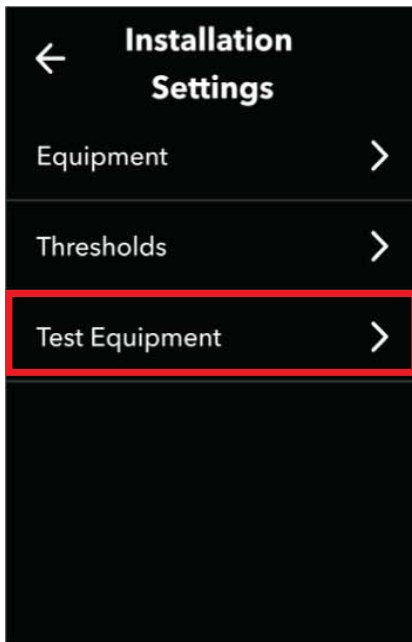 Installation
Settings
Equipment
Thresholds
Test Equipment